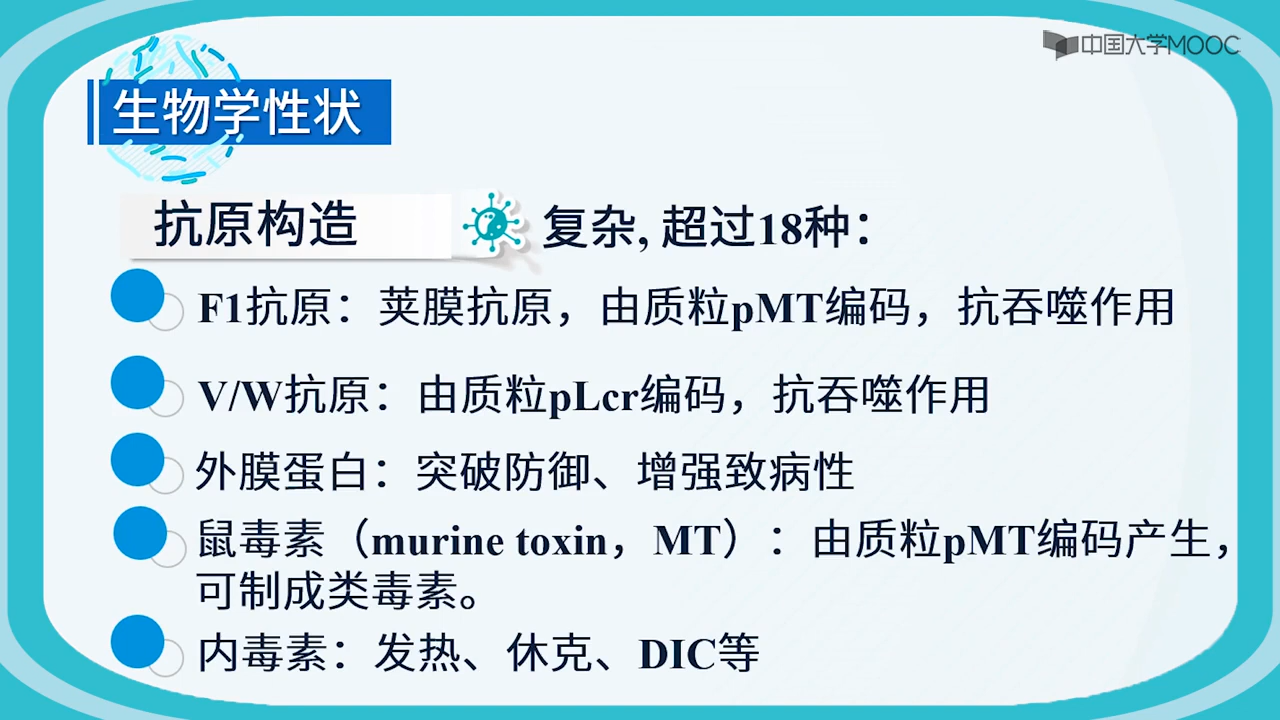 中国大学MOOC
生物学性状
抗原构造
复杂, 超过18种：
F1抗原：荚膜抗原，由质粒pMT编码，抗吞噬作用
V/W抗原：由质粒pLcr编码，抗吞噬作用
外膜蛋白：突破防御、增强致病性
鼠毒素（murine toxin，MT）：由质粒pMT编码产生，
可制成类毒素。
内毒素：发热、休克、DIC等